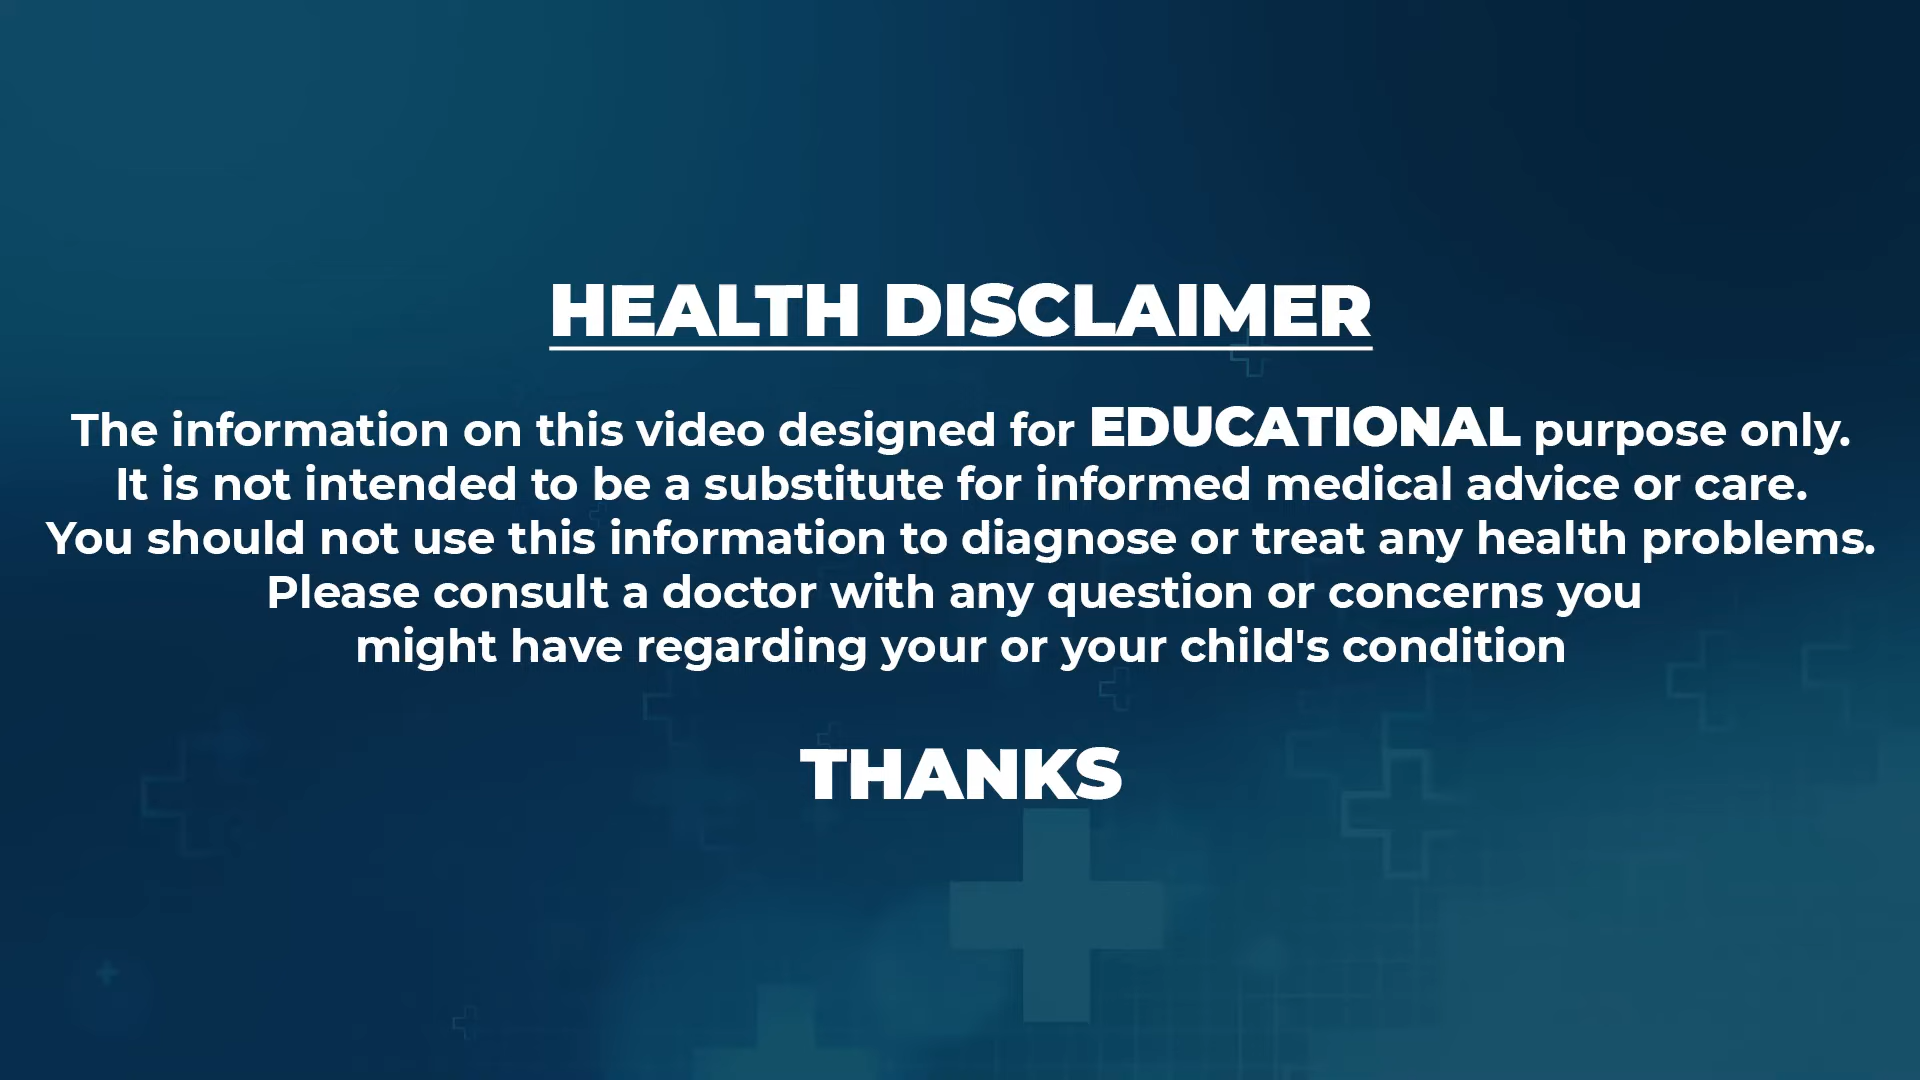 HEALTH DISCLAIMER
The information on this video designed for EDUCATIONAL purpose only.
It is not intended to be a substitute for informed medical advice or care.
You should not use this information to diagnose or treat any health problems.
Please consult a doctor with any question or concerns you
might have regarding your or your child's condition
THANKS